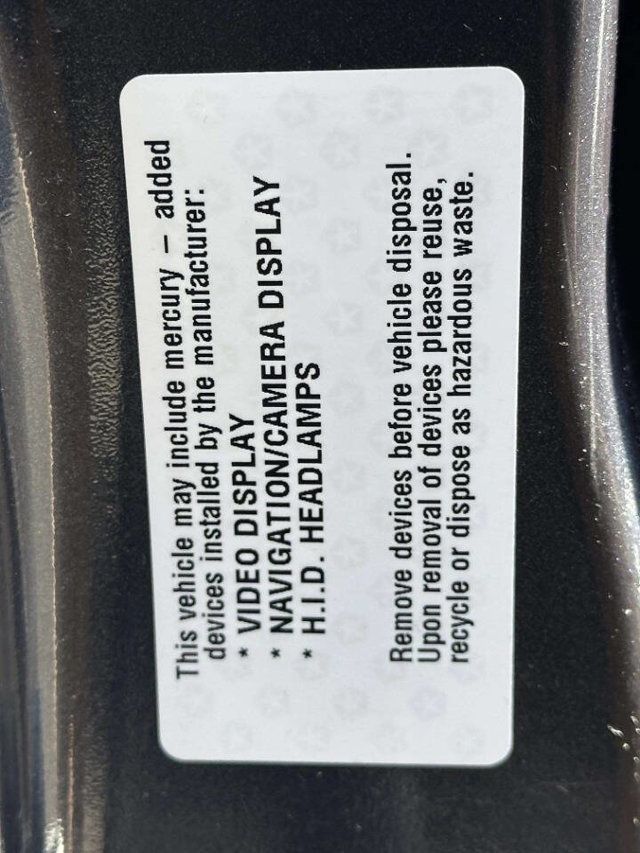 This vehicle may include mercury – added
devices installed by the manufacturer:
* VIDEO DISPLAY
* NAVIGATION/CAMERA DISPLAY
* H.I.D. HEADLAMPS
Remove devices before vehicle disposal.
Upon removal of devices please reuse,
recycle or dispose as hazardous waste.